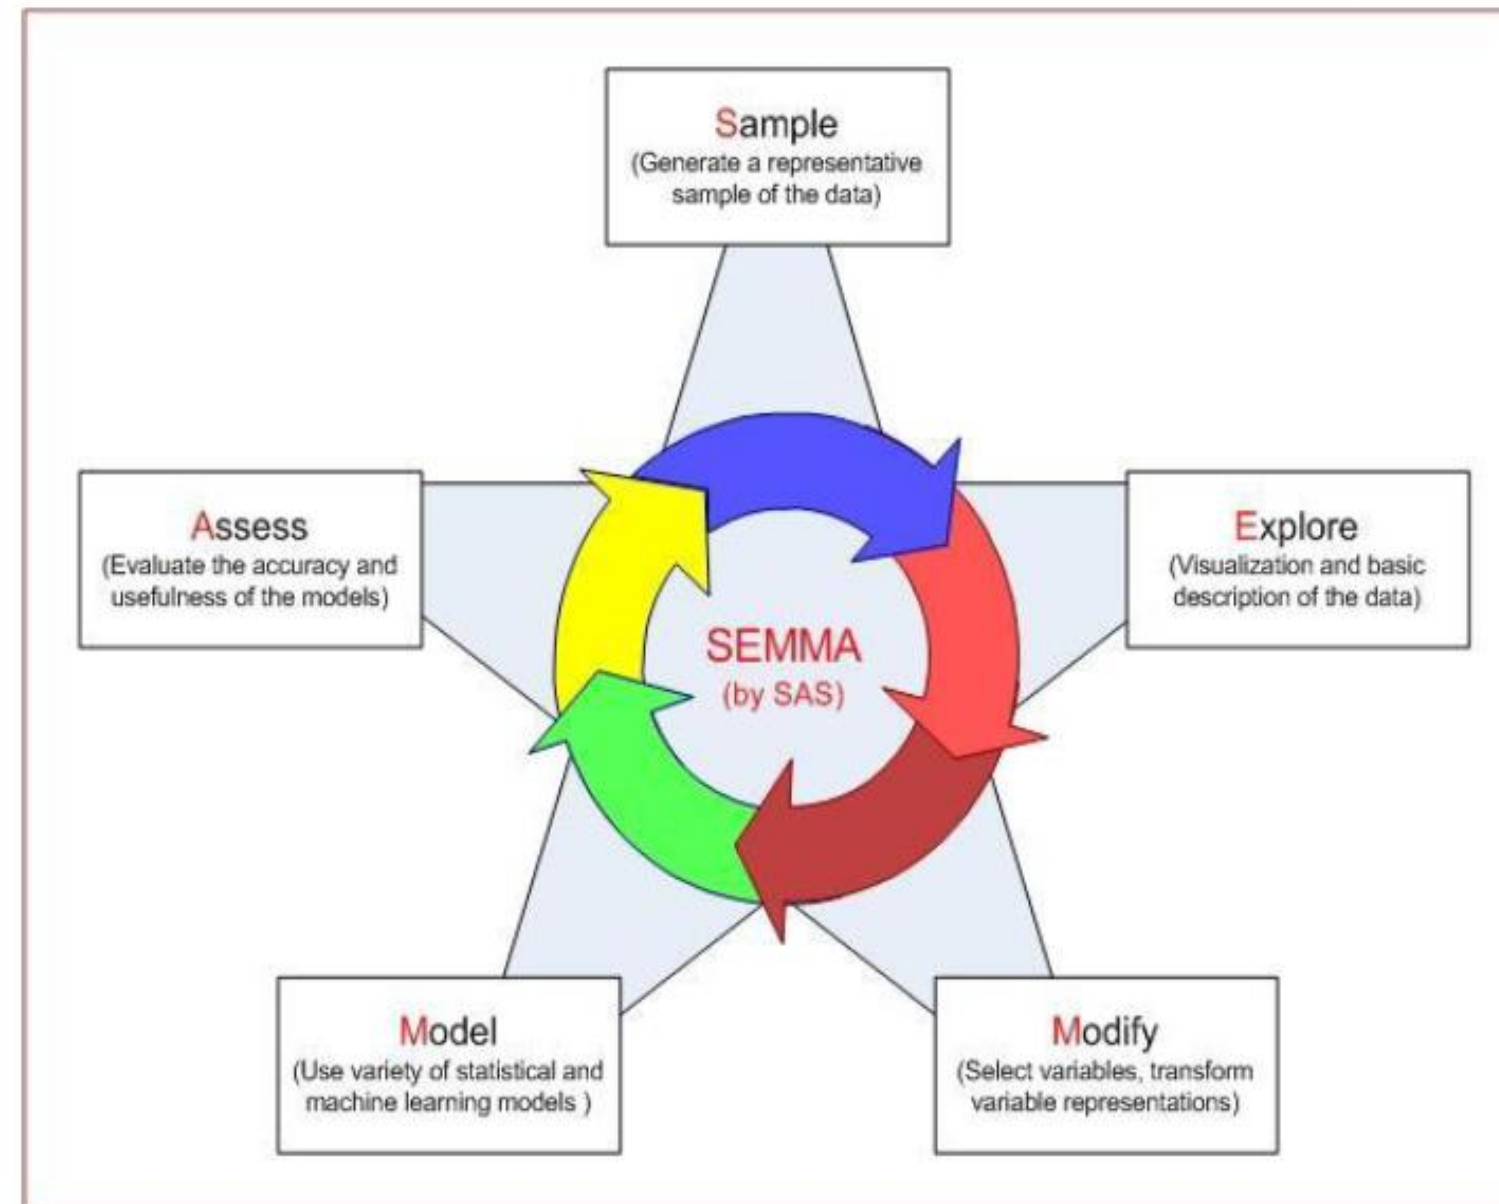 Sample
(Generate a representative
sample of the data)
Explore
(Visualization and basic
description of the data)
Modify
(Select variables, transform
variable representations)
Model
(Use variety of statistical and
machine learning models )
Assess
(Evaluate the accuracy and
usefulness of the models)
SEMMA
(by SAS)